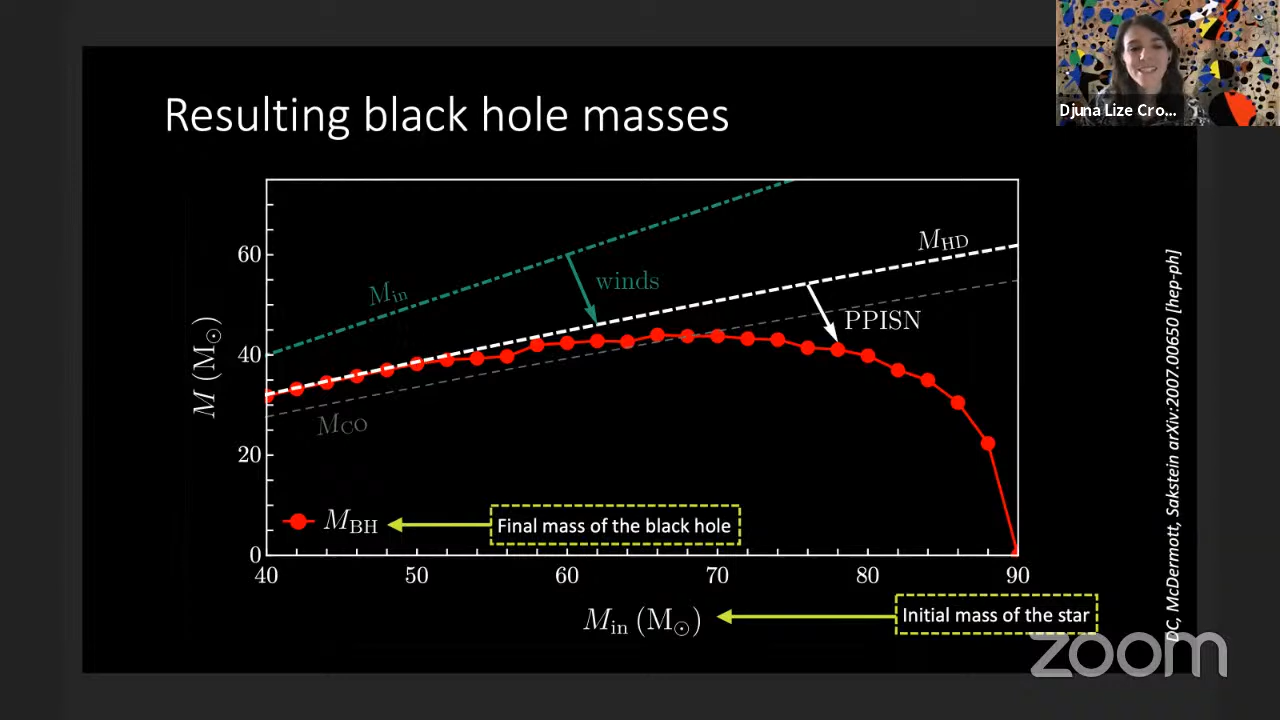 Djuna Lize Cro...
Resulting black hole masses
M (M⊙)
60
40
20
0
M_in
winds
M_HD
PPISN
M_CO
M_BH
Final mass of the black hole
40 50 60 70 80 90
M_in (M⊙)
Initial mass of the star
DC, McDermott, Sakstein arXiv:2007.00650 [hep-ph]
zoom